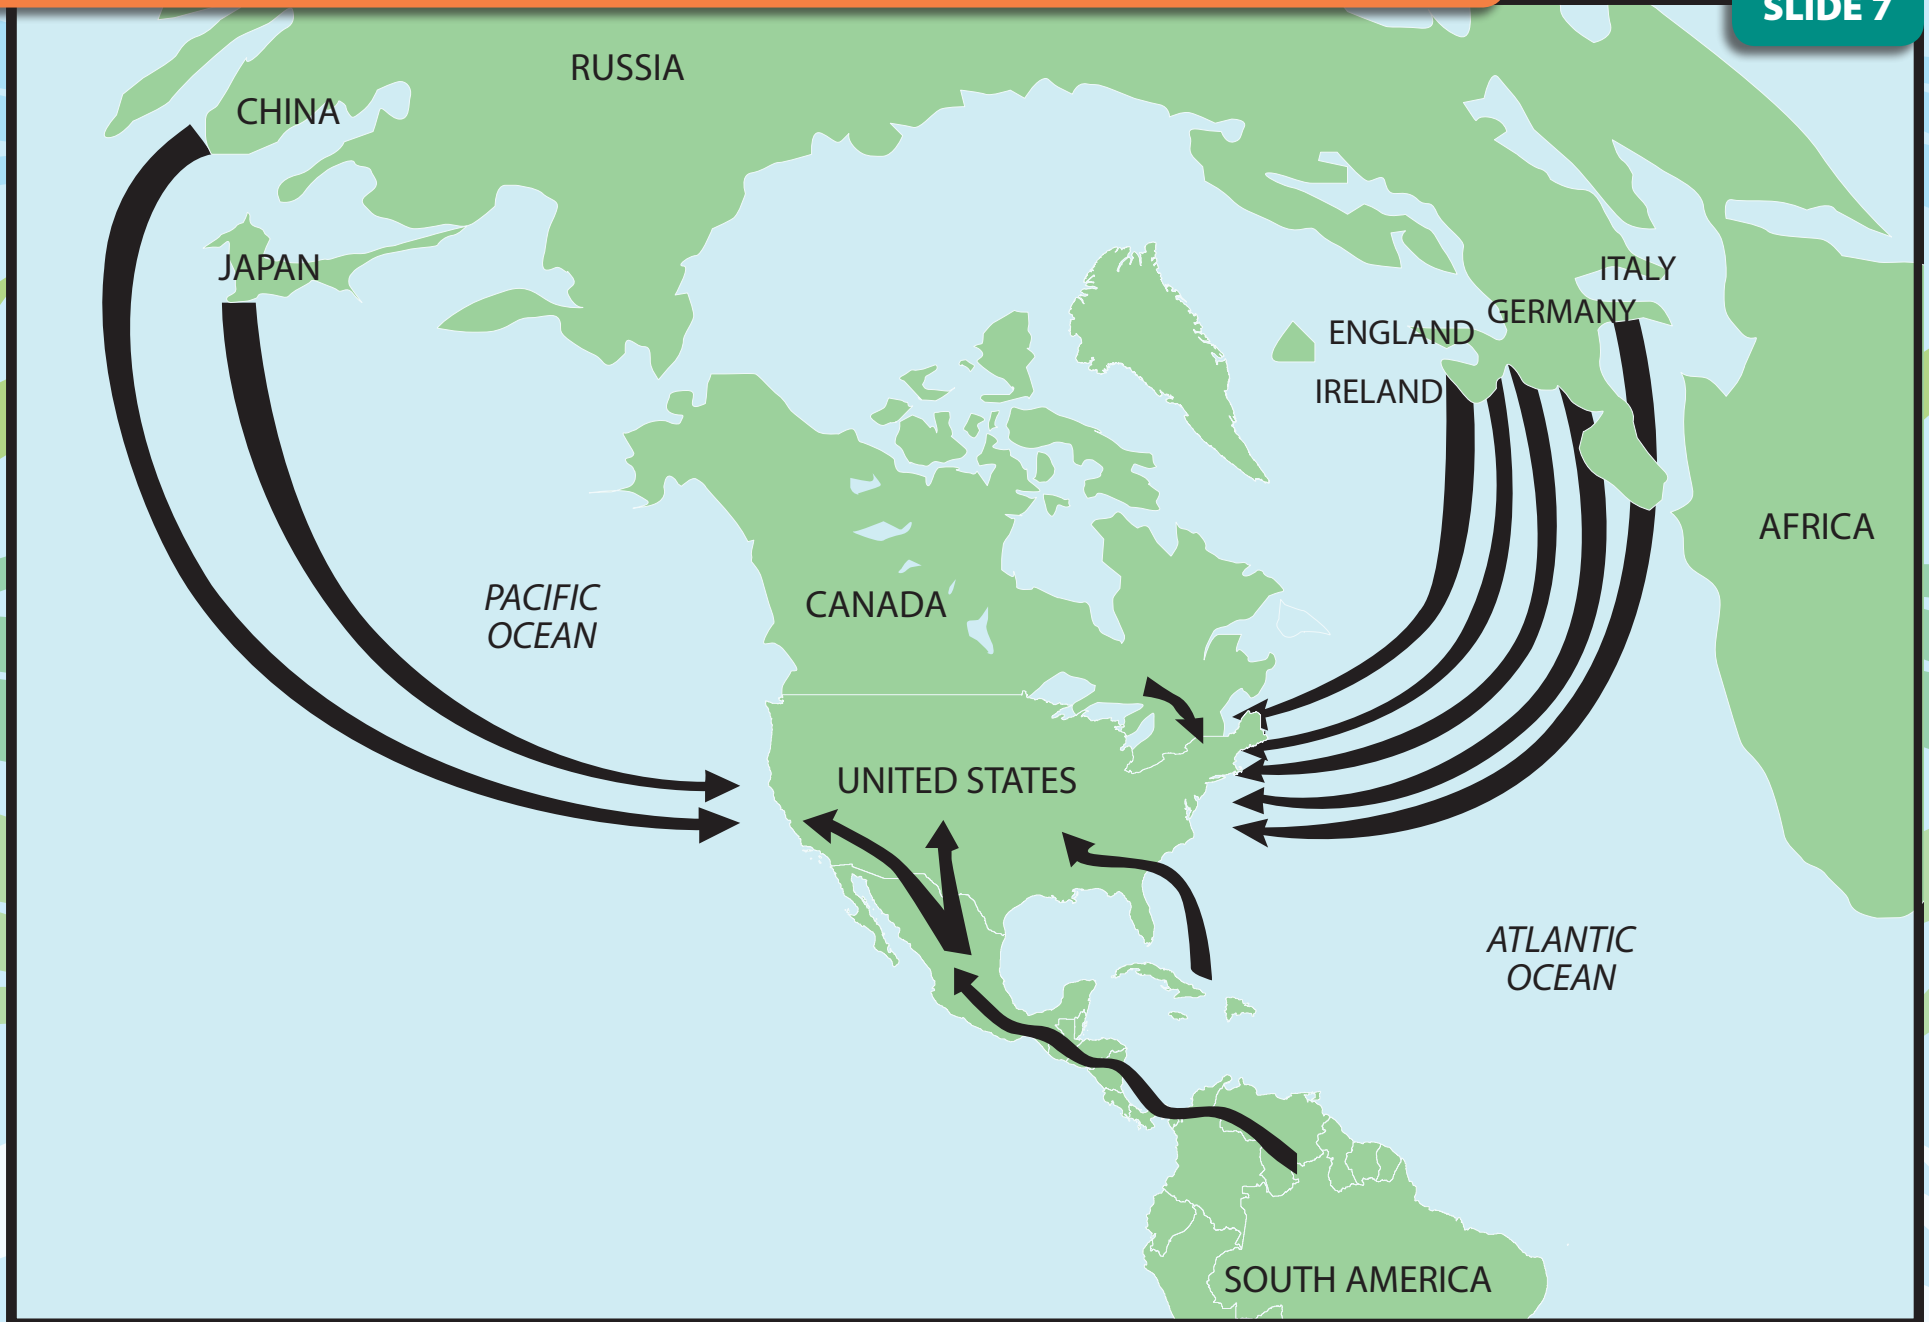 SLIDE 7
RUSSIA
CHINA
JAPAN
ITALY
GERMANY
ENGLAND
IRELAND
AFRICA
PACIFIC
OCEAN
CANADA
UNITED STATES
ATLANTIC
OCEAN
SOUTH AMERICA